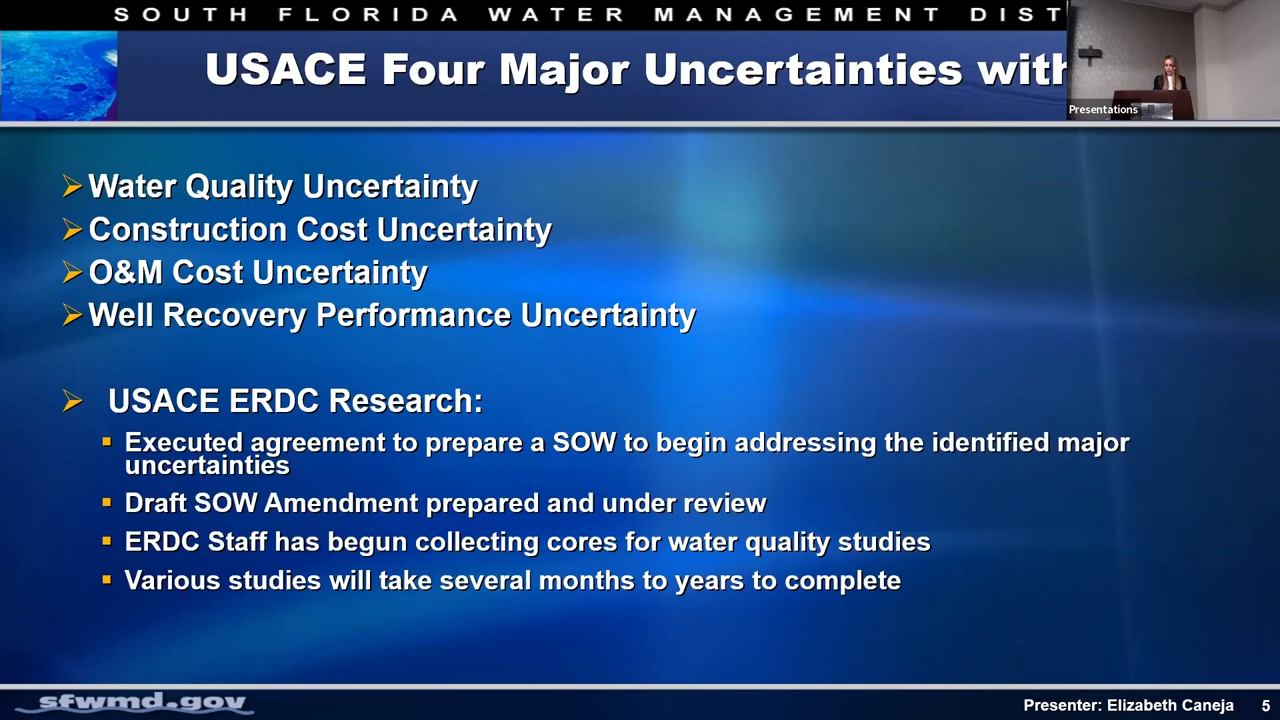 SOUTH FLORIDA WATER MANAGEMENT DIST
USACE Four Major Uncertainties with
Presentations
➢ Water Quality Uncertainty
➢ Construction Cost Uncertainty
➢ O&M Cost Uncertainty
➢ Well Recovery Performance Uncertainty
➢ USACE ERDC Research:
▪ Executed agreement to prepare a SOW to begin addressing the identified major
uncertainties
▪ Draft SOW Amendment prepared and under review
▪ ERDC Staff has begun collecting cores for water quality studies
▪ Various studies will take several months to years to complete
sfwmd.gov
Presenter: Elizabeth Caneja 5